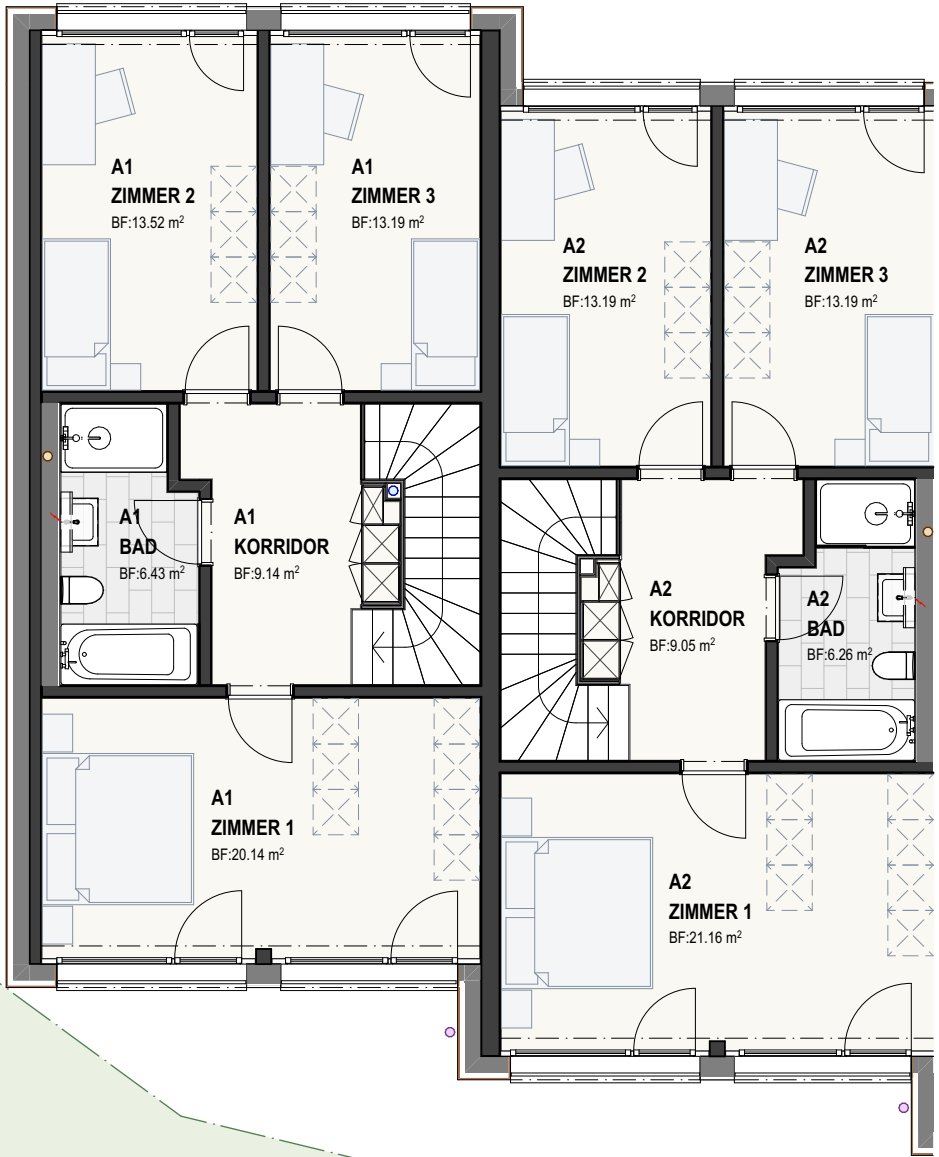 A1
ZIMMER 2
BF:13.52 m²
A1
ZIMMER 3
BF:13.19 m²
A2
ZIMMER 2
BF:13.19 m²
A2
ZIMMER 3
BF:13.19 m²
A1
BAD
BF:6.43 m²
A1
KORRIDOR
BF:9.14 m²
A2
KORRIDOR
BF:9.05 m²
A2
BAD
BF:6.26 m²
A1
ZIMMER 1
BF:20.14 m²
A2
ZIMMER 1
BF:21.16 m²